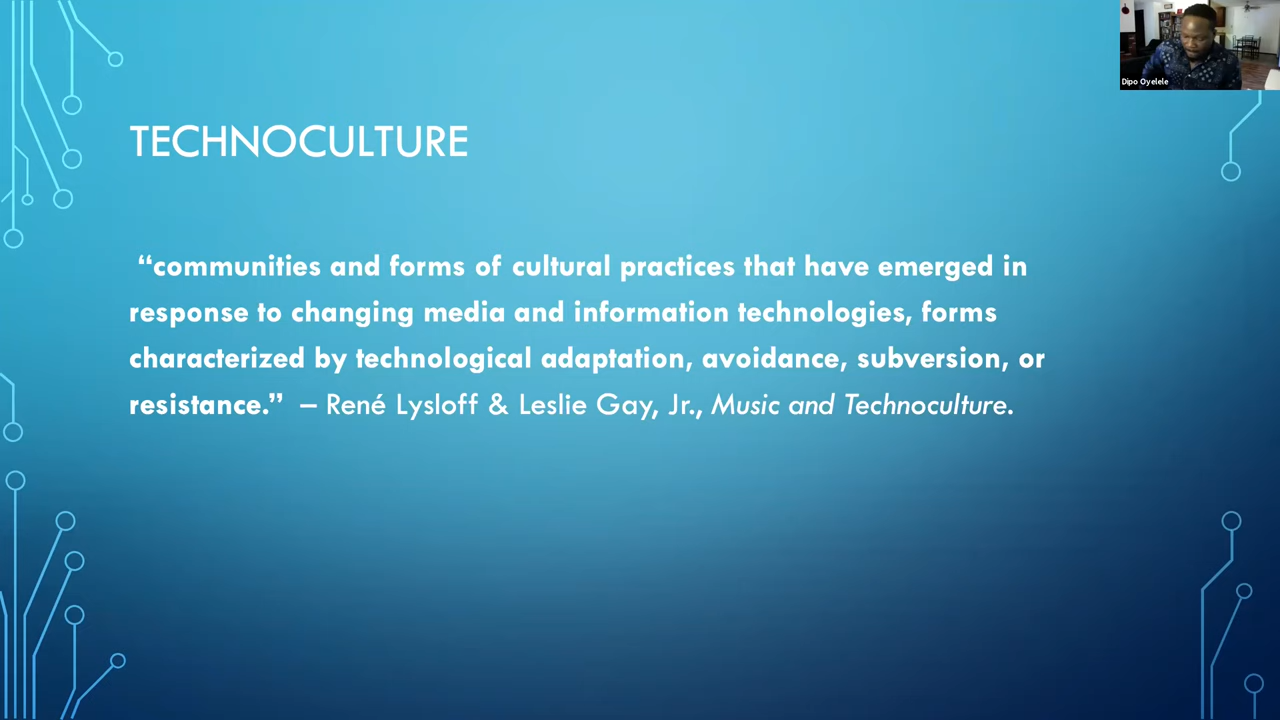 Dipo Oyelele
TECHNOCULTURE
“communities and forms of cultural practices that have emerged in
response to changing media and information technologies, forms
characterized by technological adaptation, avoidance, subversion, or
resistance.” – René Lysloff & Leslie Gay, Jr., Music and Technoculture.